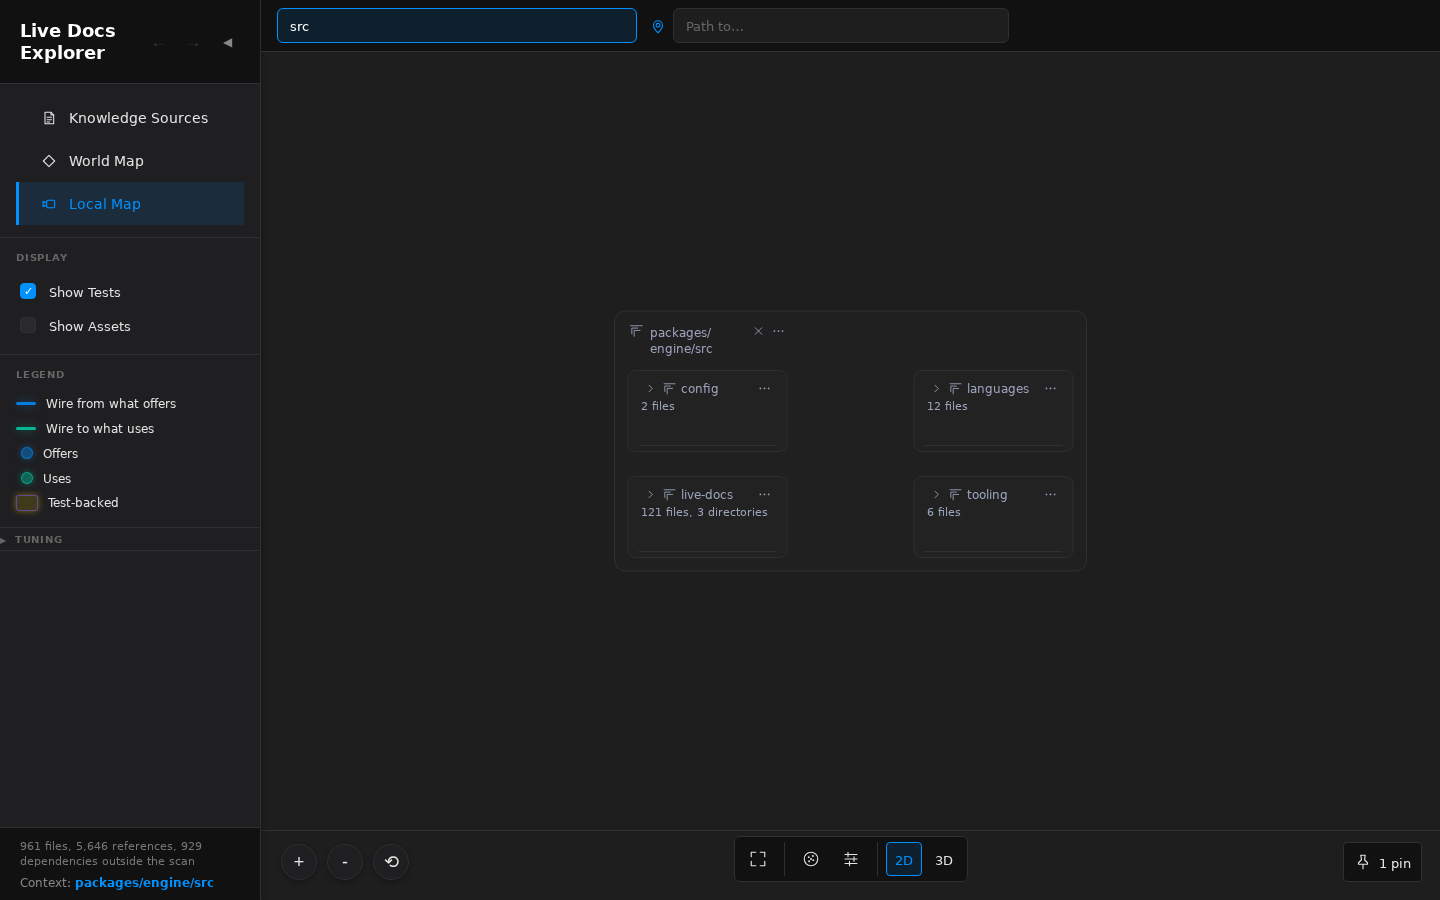 Live Docs
Explorer
← → ◀
src
Path to...
Knowledge Sources
World Map
Local Map
DISPLAY
✓ Show Tests
Show Assets
LEGEND
Wire from what offers
Wire to what uses
Offers
Uses
Test-backed
▶ TUNING
packages/
engine/src
config
2 files
languages
12 files
live-docs
121 files, 3 directories
tooling
6 files
961 files, 5,646 references, 929
dependencies outside the scan
Context: packages/engine/src
+ - ⟲
2D 3D
1 pin